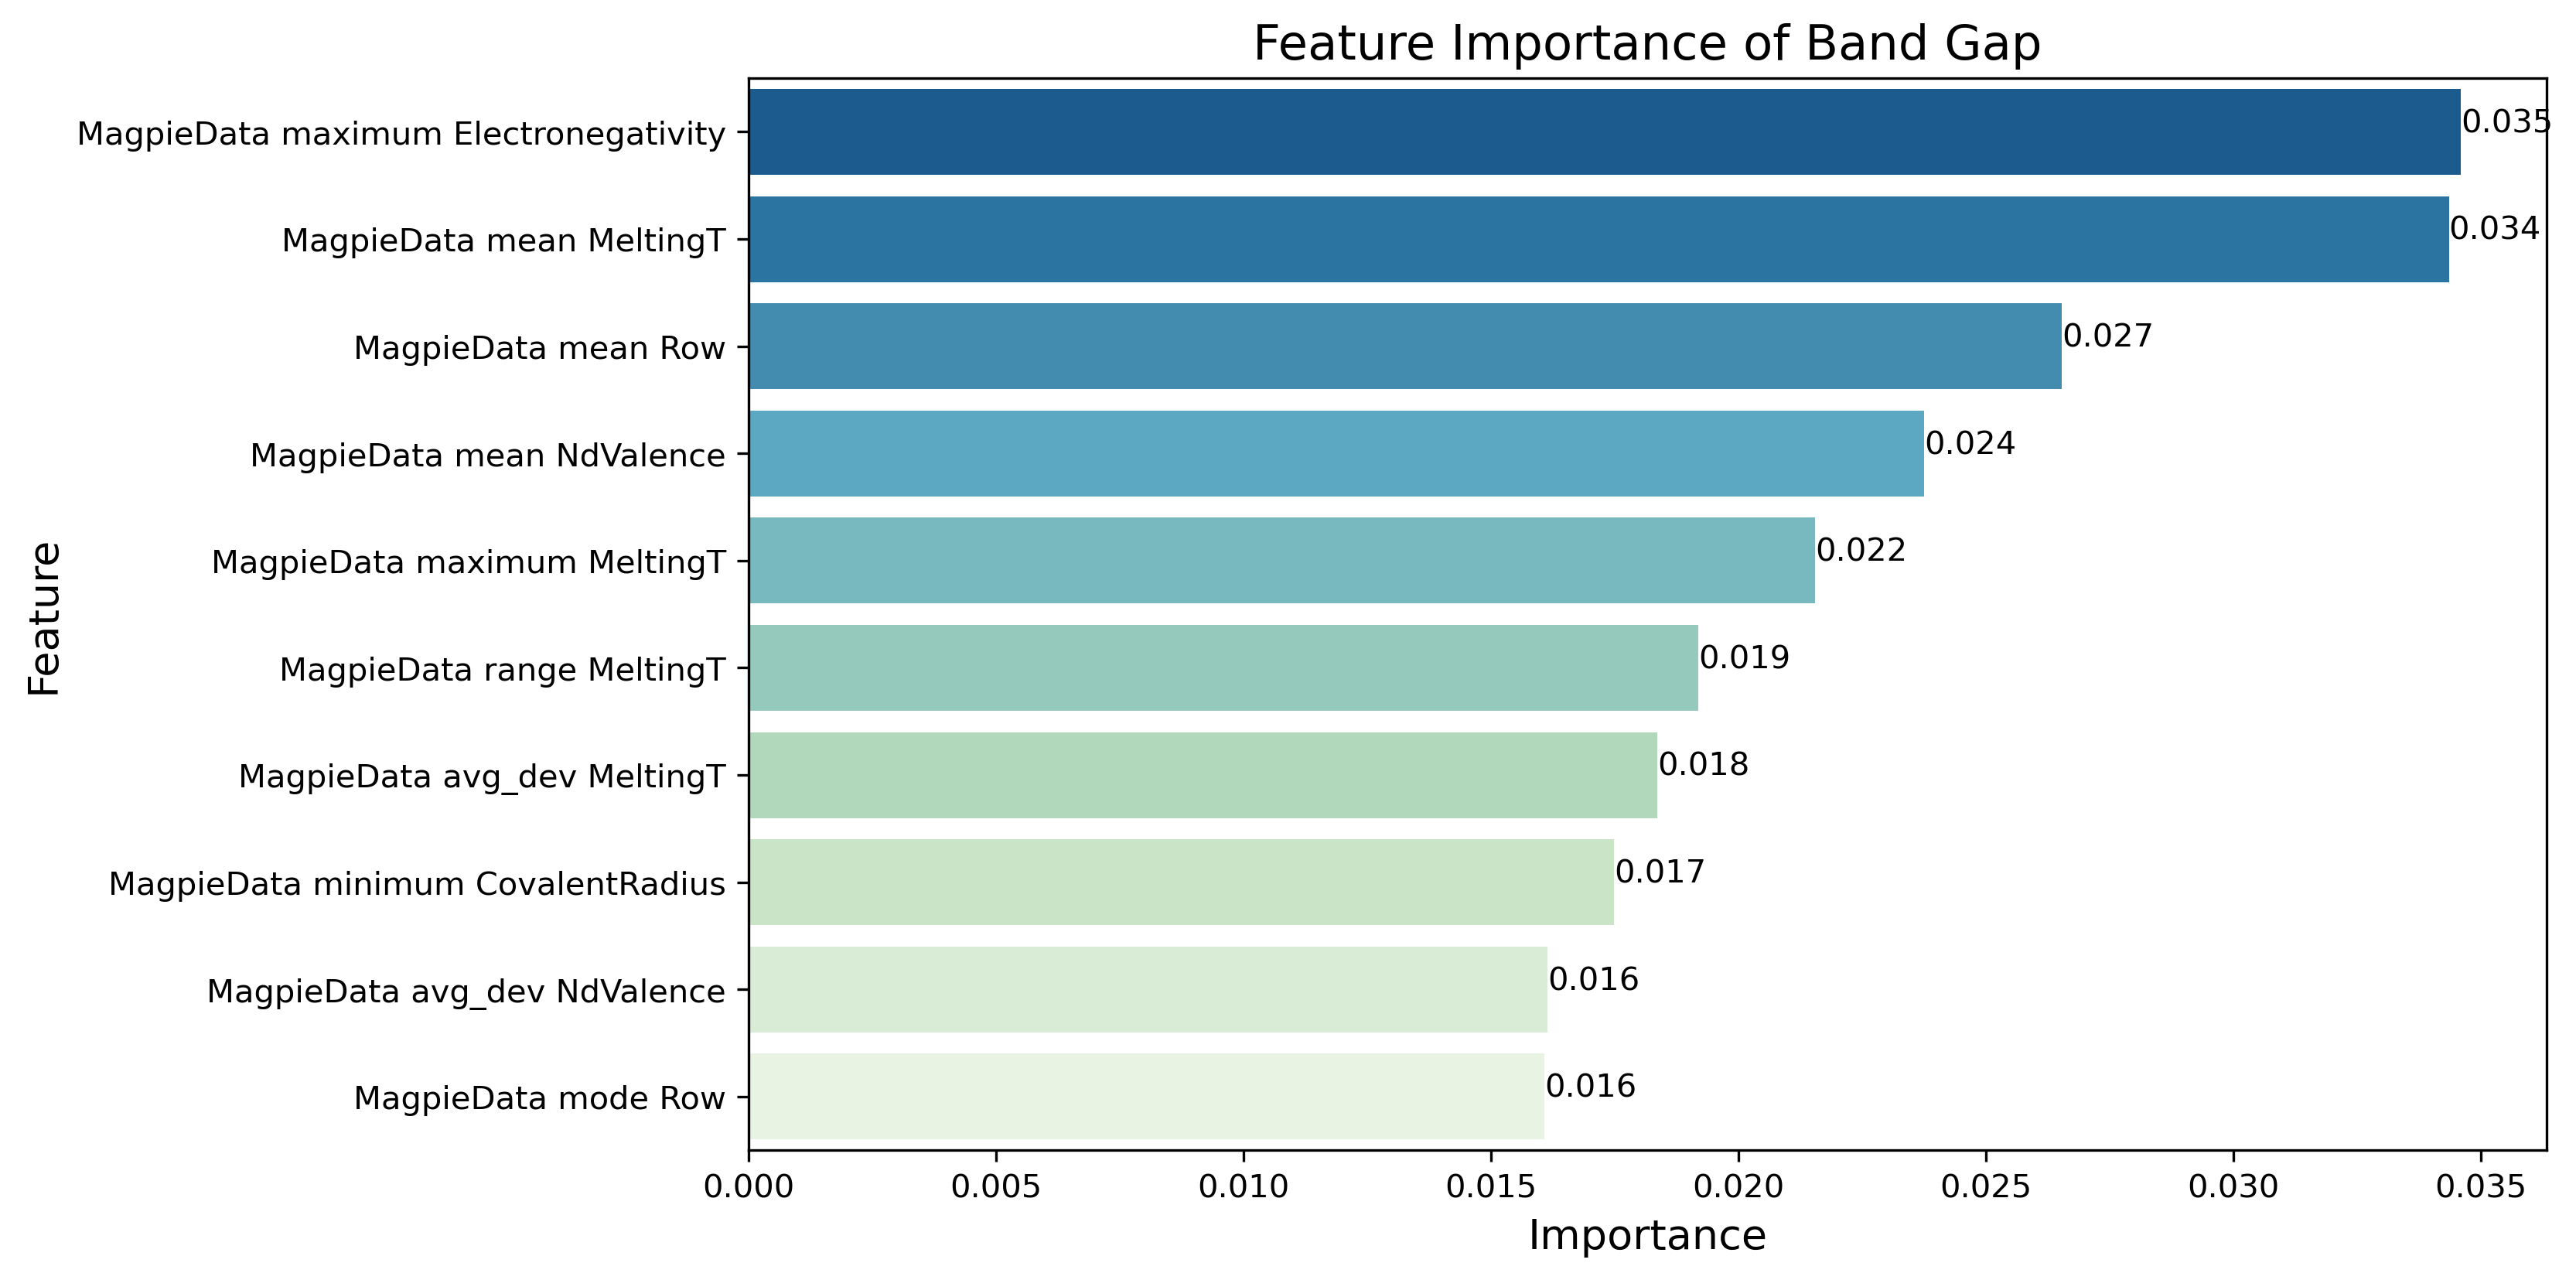 Feature Importance of Band Gap
Feature
MagpieData maximum Electronegativity
0.035
MagpieData mean MeltingT
0.034
MagpieData mean Row
0.027
MagpieData mean NdValence
0.024
MagpieData maximum MeltingT
0.022
MagpieData range MeltingT
0.019
MagpieData avg_dev MeltingT
0.018
MagpieData minimum CovalentRadius
0.017
MagpieData avg_dev NdValence
0.016
MagpieData mode Row
0.016
0.000 0.005 0.010 0.015 0.020 0.025 0.030 0.035
Importance